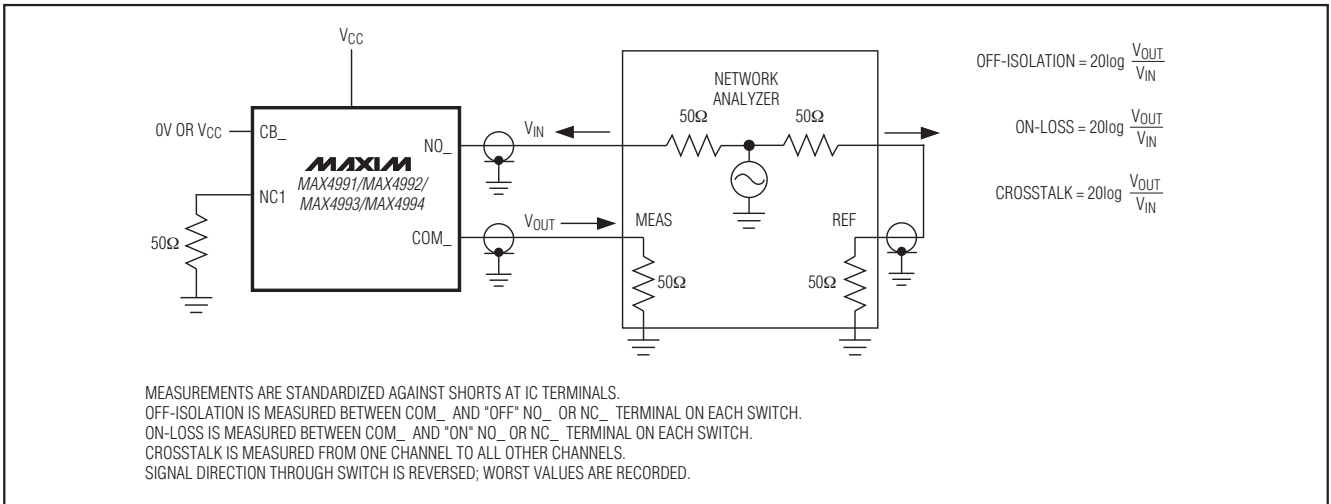 VCC
0V OR VCC
CB_
NC1
50Ω
MAXIM
MAX4991/MAX4992/
MAX4993/MAX4994
NO_
COM_
VIN
VOUT
NETWORK
ANALYZER
50Ω
50Ω
MEAS
REF
50Ω
50Ω
OFF-ISOLATION = 20log VOUT/VIN
ON-LOSS = 20log VOUT/VIN
CROSSTALK = 20log VOUT/VIN
MEASUREMENTS ARE STANDARDIZED AGAINST SHORTS AT IC TERMINALS.
OFF-ISOLATION IS MEASURED BETWEEN COM_ AND "OFF" NO_ OR NC_ TERMINAL ON EACH SWITCH.
ON-LOSS IS MEASURED BETWEEN COM_ AND "ON" NO_ OR NC_ TERMINAL ON EACH SWITCH.
CROSSTALK IS MEASURED FROM ONE CHANNEL TO ALL OTHER CHANNELS.
SIGNAL DIRECTION THROUGH SWITCH IS REVERSED; WORST VALUES ARE RECORDED.